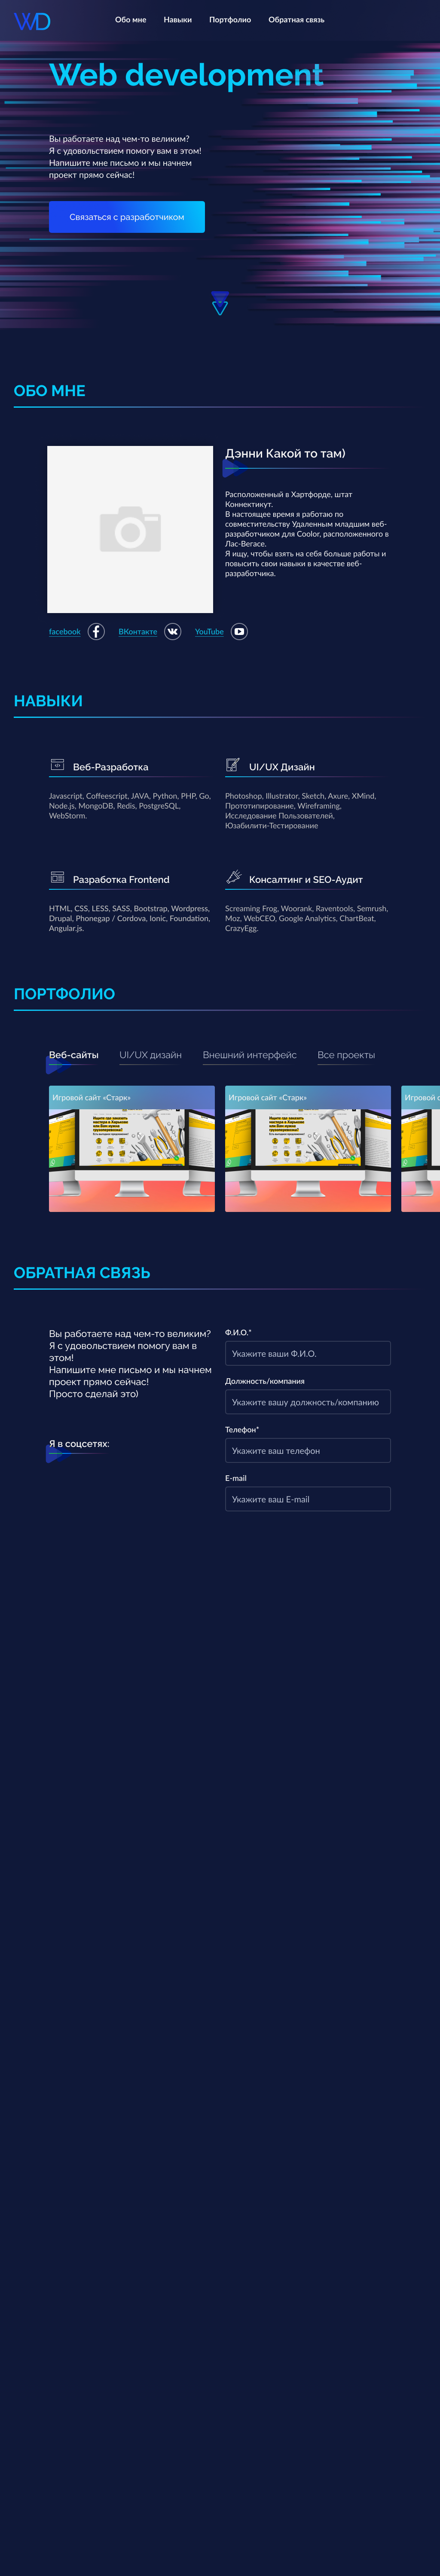 WD
Обо мне
Навыки
Портфолио
Обратная связь
Web development
Вы работаете над чем-то великим?
Я с удовольствием помогу вам в этом!
Напишите мне письмо и мы начнем
проект прямо сейчас!
Связаться с разработчиком
ОБО МНЕ
Дэнни Какой то там)
Расположенный в Хартфорде, штат
Коннектикут.
В настоящее время я работаю по
совместительству Удаленным младшим веб-
разработчиком для Coolor, расположенного в
Лас-Вегасе.
Я ищу, чтобы взять на себя больше работы и
повысить свои навыки в качестве веб-
разработчика.
facebook
ВКонтакте
YouTube
НАВЫКИ
Веб-Разработка
Javascript, Coffeescript, JAVA, Python, PHP, Go,
Node.js, MongoDB, Redis, PostgreSQL,
WebStorm.
UI/UX Дизайн
Photoshop, Illustrator, Sketch, Axure, XMind,
Прототипирование, Wireframing,
Исследование Пользователей,
Юзабилити-Тестирование
Разработка Frontend
HTML, CSS, LESS, SASS, Bootstrap, Wordpress,
Drupal, Phonegap / Cordova, Ionic. Foundation,
Angular.js.
Консалтинг и SEO-Аудит
Screaming Frog, Woorank, Raventools, Semrush,
Moz, WebCEO, Google Analytics, ChartBeat,
CrazyEgg.
ПОРТФОЛИО
Веб-сайты
UI/UX дизайн
Внешний интерфейс
Все проекты
Игровой сайт «Старк»
Игровой сайт «Старк»
Игровой с
ОБРАТНАЯ СВЯЗЬ
Вы работаете над чем-то великим?
Я с удовольствием помогу вам в
этом!
Напишите мне письмо и мы начнем
проект прямо сейчас!
Просто сделай это)
Я в соцсетях:
Ф.И.О.*
Укажите ваши Ф.И.О.
Должность/компания
Укажите вашу должность/компанию
Телефон*
Укажите ваш телефон
E-mail
Укажите ваш E-mail